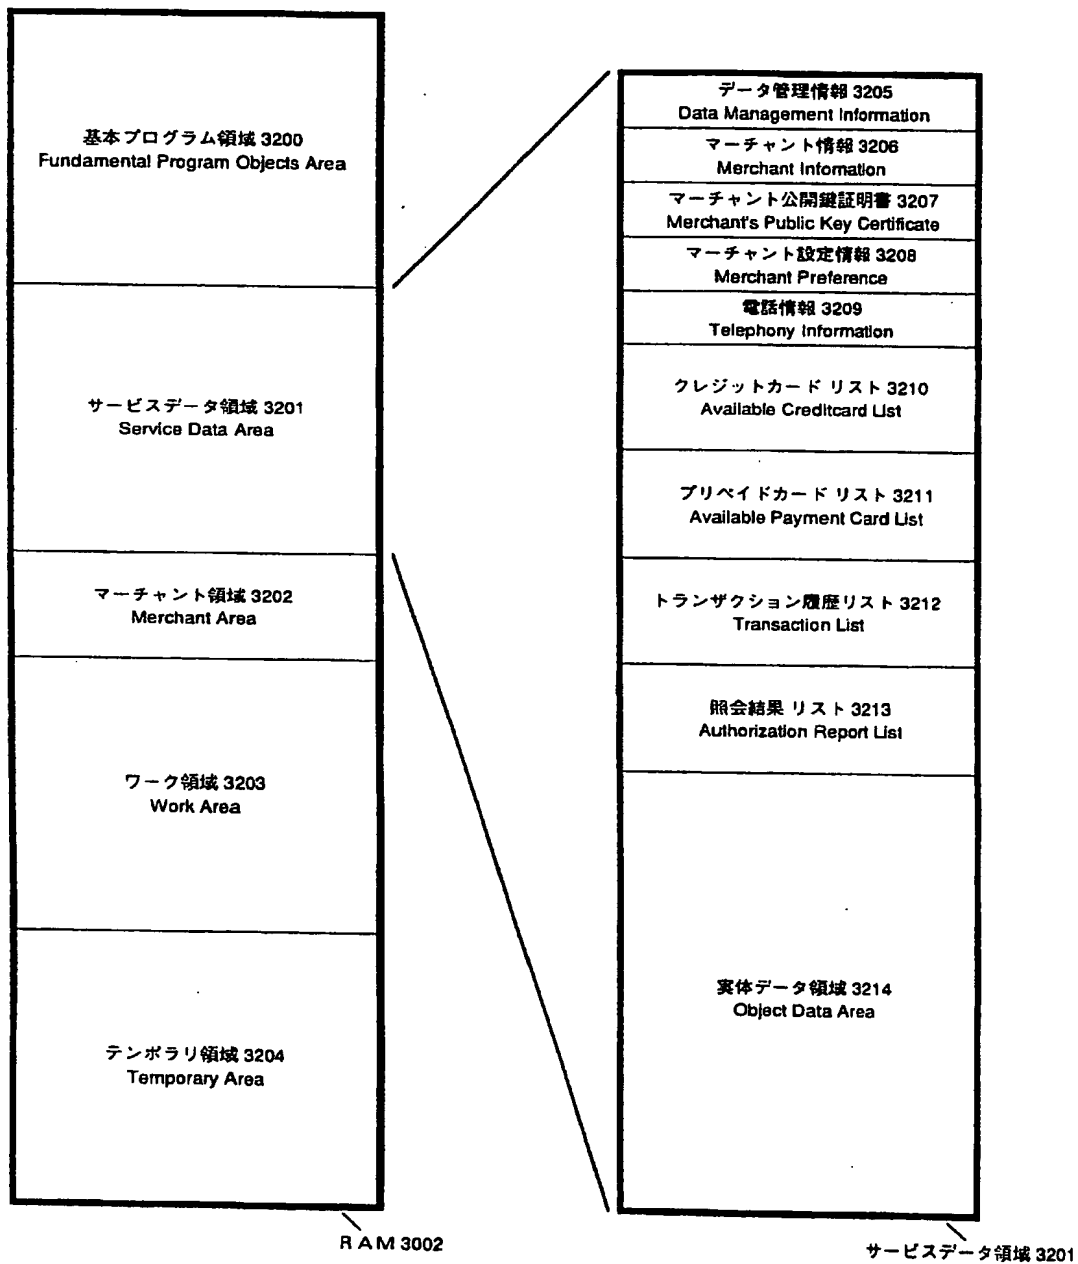 基本プログラム領域 3200
Fundamental Program Objects Area
サービスデータ領域 3201
Service Data Area
マーチャント領域 3202
Merchant Area
ワーク領域 3203
Work Area
テンポラリ領域 3204
Temporary Area
RAM 3002
データ管理情報 3205
Data Management Information
マーチャント情報 3206
Merchant Infomation
マーチャント公開鍵証明書 3207
Merchant's Public Key Certificate
マーチャント設定情報 3208
Merchant Preference
電話情報 3209
Telephony Information
クレジットカード リスト 3210
Available Creditcard List
プリペイドカード リスト 3211
Available Payment Card List
トランザクション履歴リスト 3212
Transaction List
照会結果 リスト 3213
Authorization Report List
実体データ領域 3214
Object Data Area
サービスデータ領域 3201